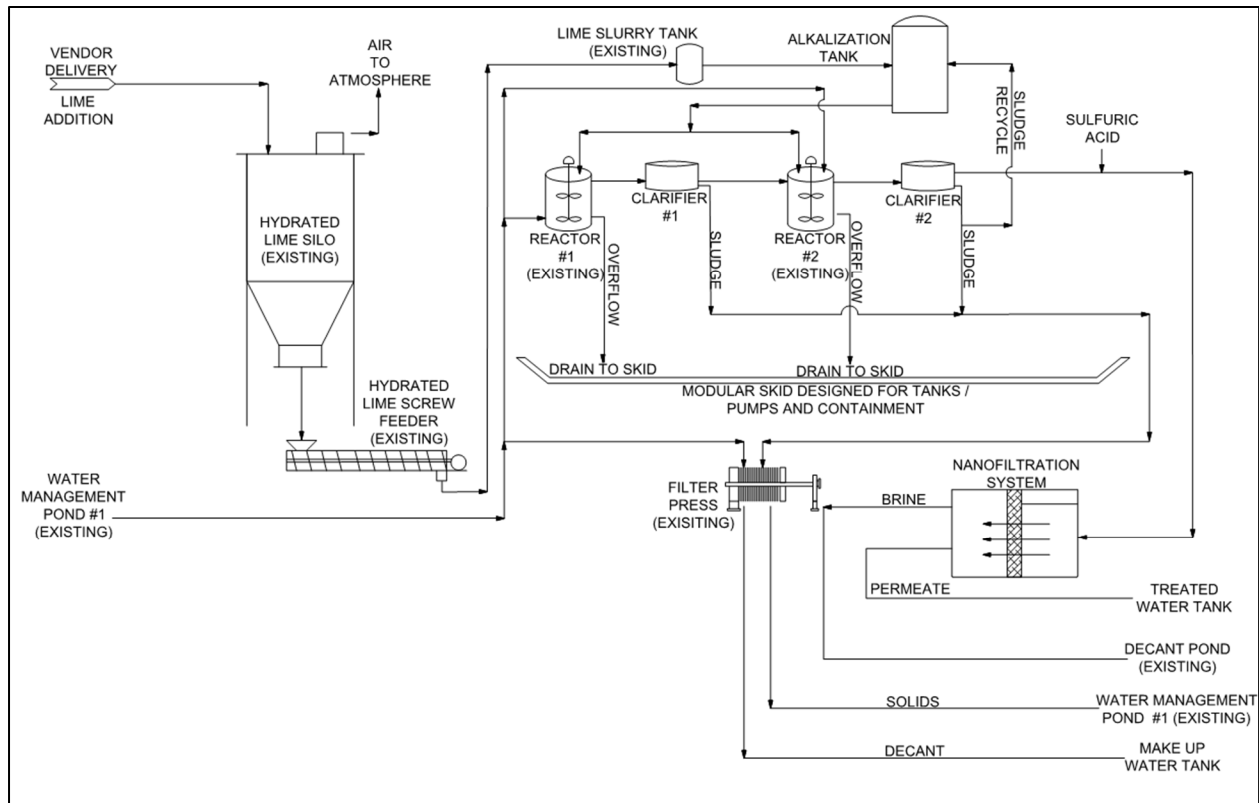 VENDOR
DELIVERY
LIME
ADDITION
AIR
TO
ATMOSPHERE
LIME SLURRY TANK
(EXISTING)
ALKALIZATION
TANK
SLUDGE
RECYCLE
SULFURIC
ACID
HYDRATED
LIME SILO
(EXISTING)
REACTOR
#1
(EXISTING)
CLARIFIER
#1
REACTOR
#2
(EXISTING)
CLARIFIER
#2
OVERFLOW
SLUDGE
OVERFLOW
SLUDGE
DRAIN TO SKID
DRAIN TO SKID
MODULAR SKID DESIGNED FOR TANKS /
PUMPS AND CONTAINMENT
HYDRATED
LIME SCREW
FEEDER
(EXISTING)
WATER
MANAGEMENT
POND #1
(EXISTING)
FILTER
PRESS
(EXISITING)
NANOFILTRATION
SYSTEM
BRINE
PERMEATE
TREATED
WATER TANK
DECANT POND
(EXISTING)
SOLIDS
WATER MANAGEMENT
POND #1 (EXISTING)
DECANT
MAKE UP
WATER TANK